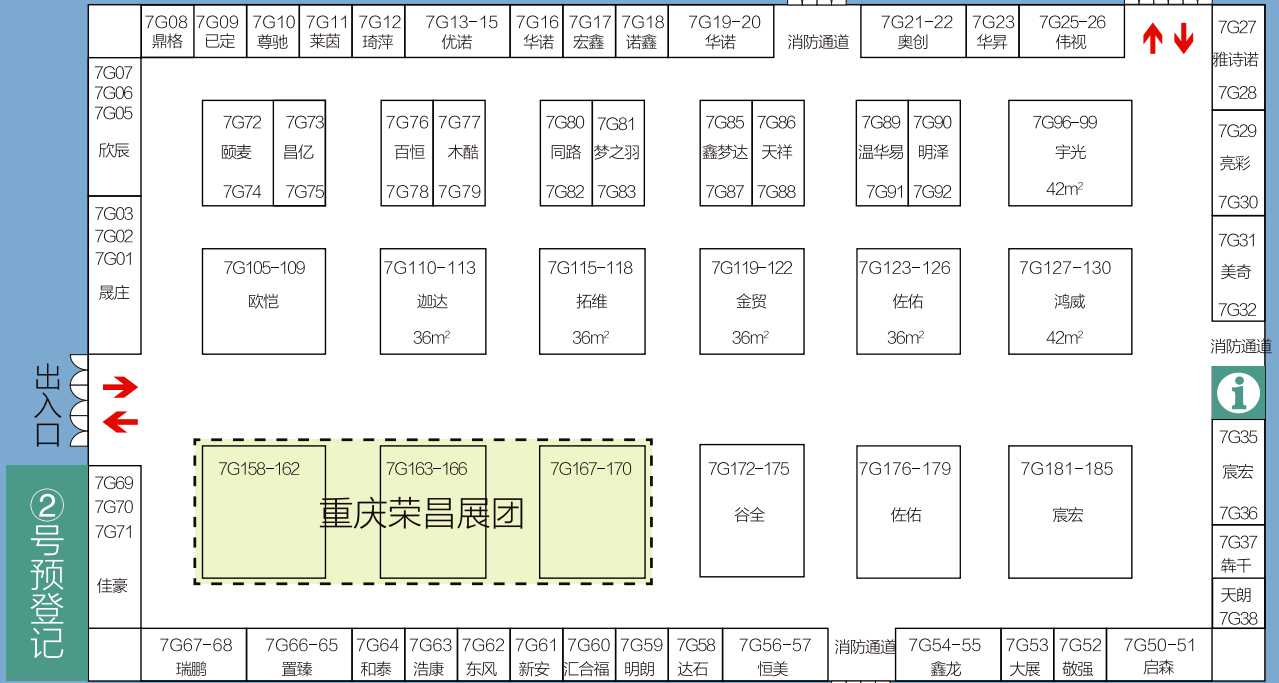 7G08
鼎格
7G09
已定
7G10
尊驰
7G11
莱茵
7G12
琦萍
7G13-15
优诺
7G16
华诺
7G17
宏鑫
7G18
诺鑫
7G19-20
华诺
消防通道
7G21-22
奥创
7G23
华昇
7G25-26
伟视
7G27
雅诗诺
7G28
7G07
7G06
7G05
欣辰
7G72
颐麦
7G74
7G73
昌亿
7G75
7G76
百恒
7G78
7G77
木酷
7G79
7G80
同路
7G82
7G81
梦之羽
7G83
7G85
鑫梦达
7G87
7G86
天祥
7G88
7G89
温华易
7G91
7G90
明泽
7G92
7G96-99
宇光
42m²
7G29
亮彩
7G30
7G03
7G02
7G01
晟庄
7G105-109
欧恺
7G110-113
迦达
36m²
7G115-118
拓维
36m²
7G119-122
金贸
36m²
7G123-126
佐佑
36m²
7G127-130
鸿威
42m²
7G31
美奇
7G32
消防通道
出入口
i
②号预登记
7G69
7G70
7G71
佳豪
7G158-162
7G163-166
7G167-170
重庆荣昌展团
7G172-175
谷全
7G176-179
佐佑
7G181-185
宸宏
7G35
宸宏
7G36
7G37
犇干
天朗
7G38
7G67-68
瑞鹏
7G66-65
置臻
7G64
和泰
7G63
浩康
7G62
东风
7G61
新安
7G60
汇合福
7G59
明朗
7G58
达石
7G56-57
恒美
消防通道
7G54-55
鑫龙
7G53
大展
7G52
敬强
7G50-51
启森